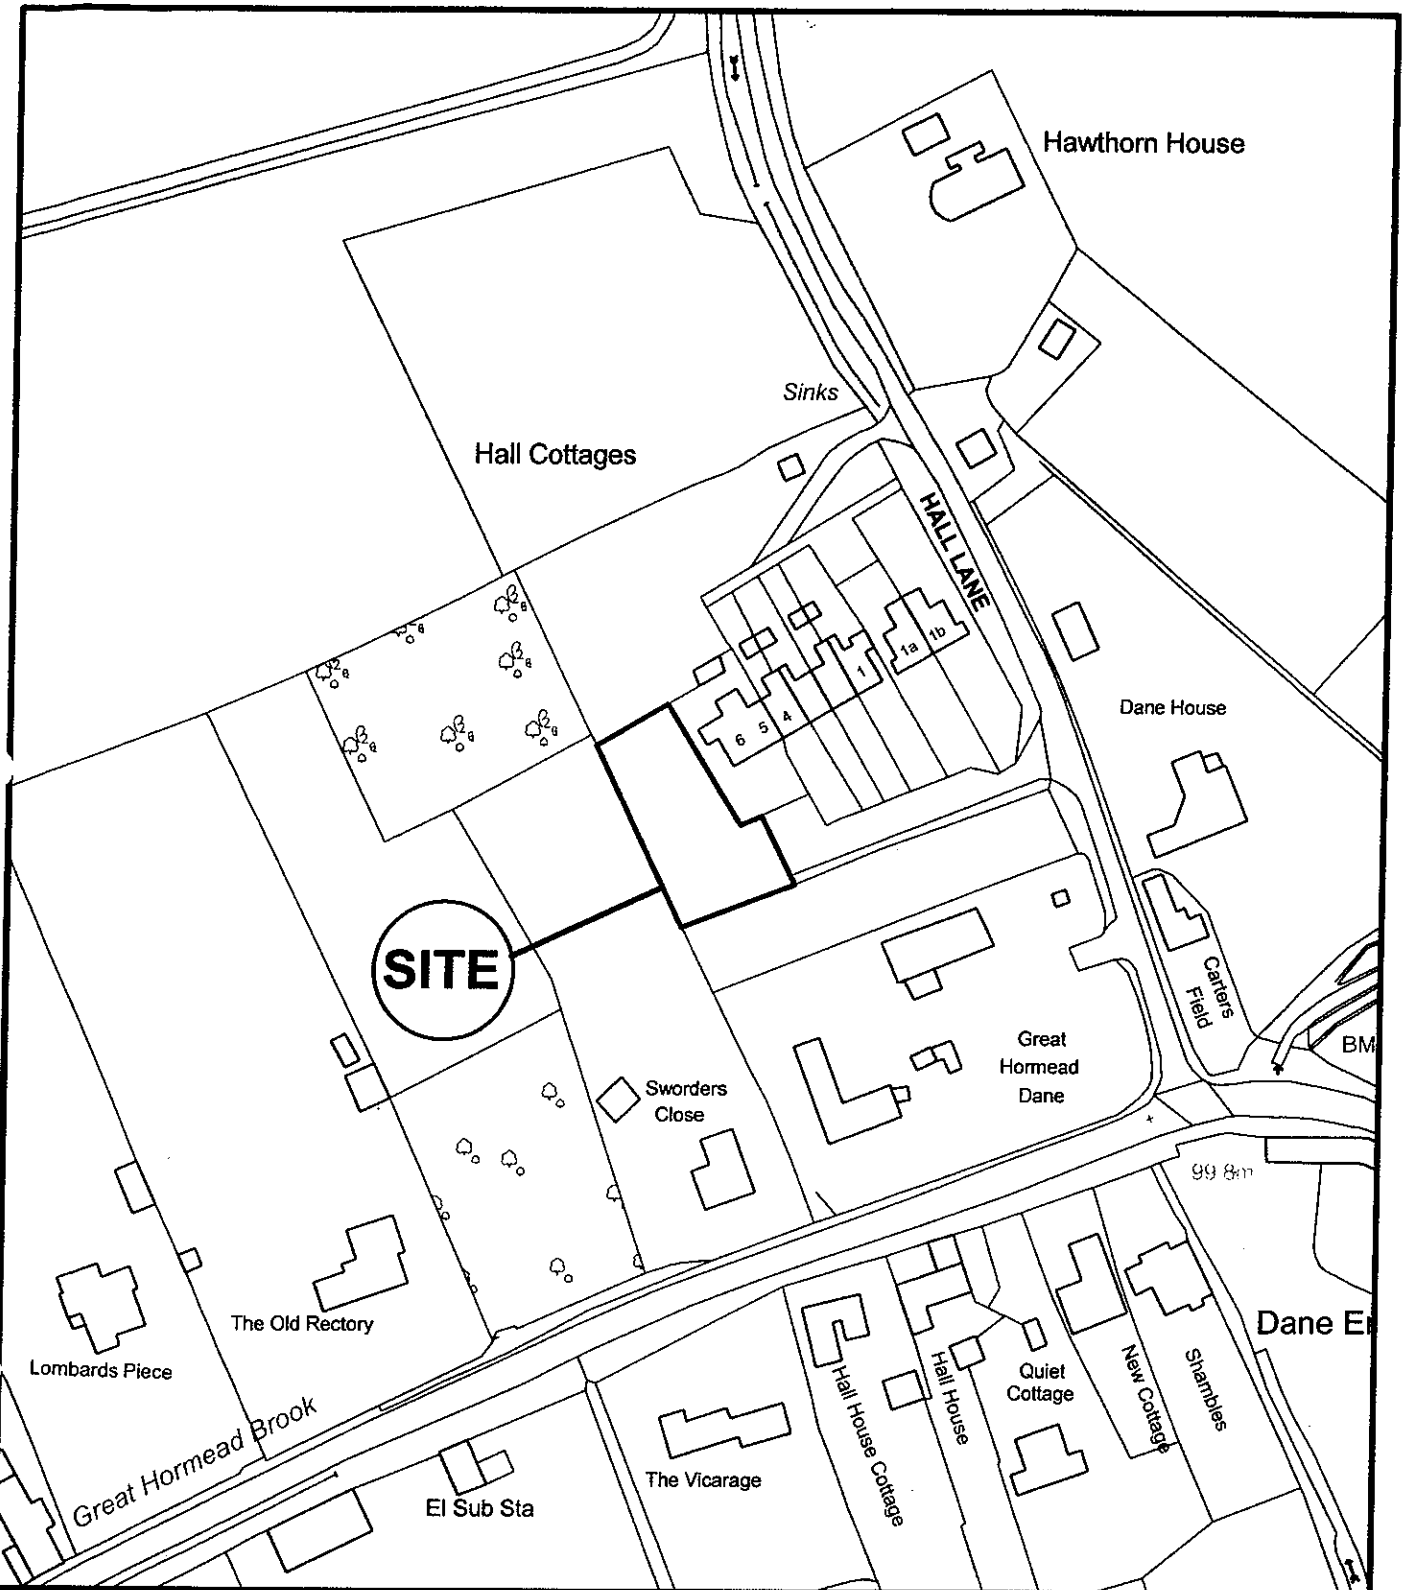 Hawthorn House
Sinks
Hall Cottages
HALL LANE
1b
1a
1
4
5
6
Dane House
SITE
Carters
Field
BM
Great
Hormead
Dane
Sworders
Close
99.8m
The Old Rectory
Lombards Piece
Great Hormead Brook
El Sub Sta
The Vicarage
Hall House Cottage
Hall House
Quiet
Cottage
New Cottage
Shambles
Dane E